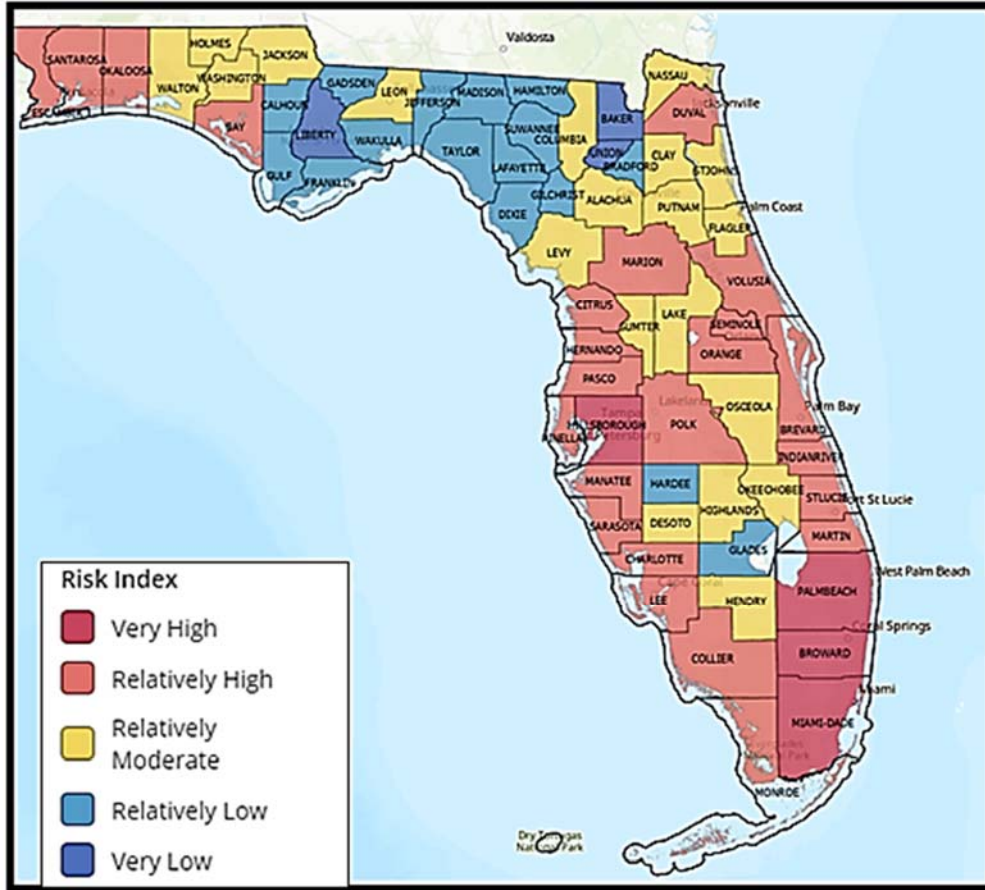 Valdosta
HOLMES
JACKSON
SANTAROSA
OKALOOSA
WALTON
WASHINGTON
BAY
CALHOUN
GADSDEN
LEON
LIBERTY
WAKULLA
GULF
FRANKLIN
JEFFERSON
MADISON
HAMILTON
TAYLOR
SUWANNEE
LAFAYETTE
COLUMBIA
DIXIE
GILCHRIST
BAKER
UNION
BRADFORD
NASSAU
Jacksonville
DUVAL
CLAY
STJOHNS
ALACHUA
PUTNAM
Palm Coast
FLAGLER
LEVY
MARION
VOLUSIA
CITRUS
SUMTER
LAKE
SEMINOLE
HERNANDO
ORANGE
PASCO
OSCEOLA
Palm Bay
POLK
BREVARD
INDIANRIVER
MANATEE
HARDEE
OKEECHOBEE
STLUCIE
Fort St Lucie
HIGHLANDS
SARASOTA
DESOTO
MARTIN
CHARLOTTE
GLADES
West Palm Beach
LEE
HENDRY
PALMBEACH
Coral Springs
COLLIER
BROWARD
Miami
MIAMI-DADE
MONROE
Dry Tortugas
National Park
Risk Index
Very High
Relatively High
Relatively
Moderate
Relatively Low
Very Low